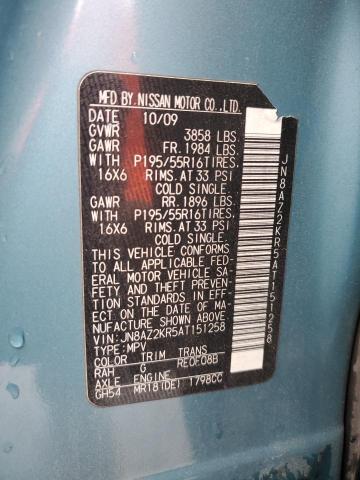 MFD.BY.NISSAN MOTOR CO.,LTD.
DATE 10/09
GVWR 3858 LBS
GAWR FR. 1984 LBS
WITH P195/55R16TIRES.
16X6 RIMS.AT 33 PSI
COLD SINGLE.
GAWR RR. 1896 LBS
WITH P195/55R16TIRES.
16X6 RIMS.AT 33 PSI
COLD SINGLE.
THIS VEHICLE CONFORMS
TO ALL APPLICABLE FED-
ERAL MOTOR VEHICLE SA-
FETY AND THEFT PREVENTION
STANDARDS IN EFFECT
ON THE DATE OF MA-
NUFACTURE SHOWN ABOVE.
VIN:JN8AZ2KR5AT151258
TYPE:MPV
COLOR TRIM TRANS
RAH G RE0F08B
AXLE ENGINE
GH54 MR18(DE) 1798CC
JN8AZ2KR5AT151258